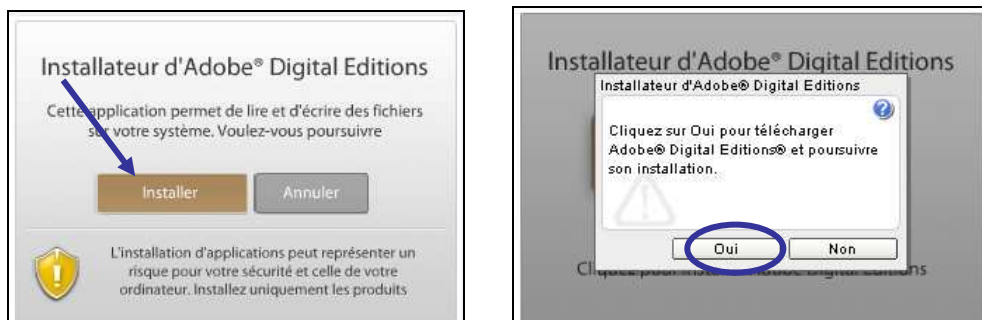 Installateur d'Adobe® Digital Editions
Cette application permet de lire et d'écrire des fichiers
sur votre système. Voulez-vous poursuivre
Installer
Annuler
L'installation d'applications peut représenter un
risque pour votre sécurité et celle de votre
ordinateur. Installez uniquement les produits
Installateur d'Adobe® Digital Editions
Installateur d'Adobe® Digital Editions
Cliquez sur Oui pour télécharger
Adobe® Digital Editions® et poursuivre
son installation.
Oui
Non